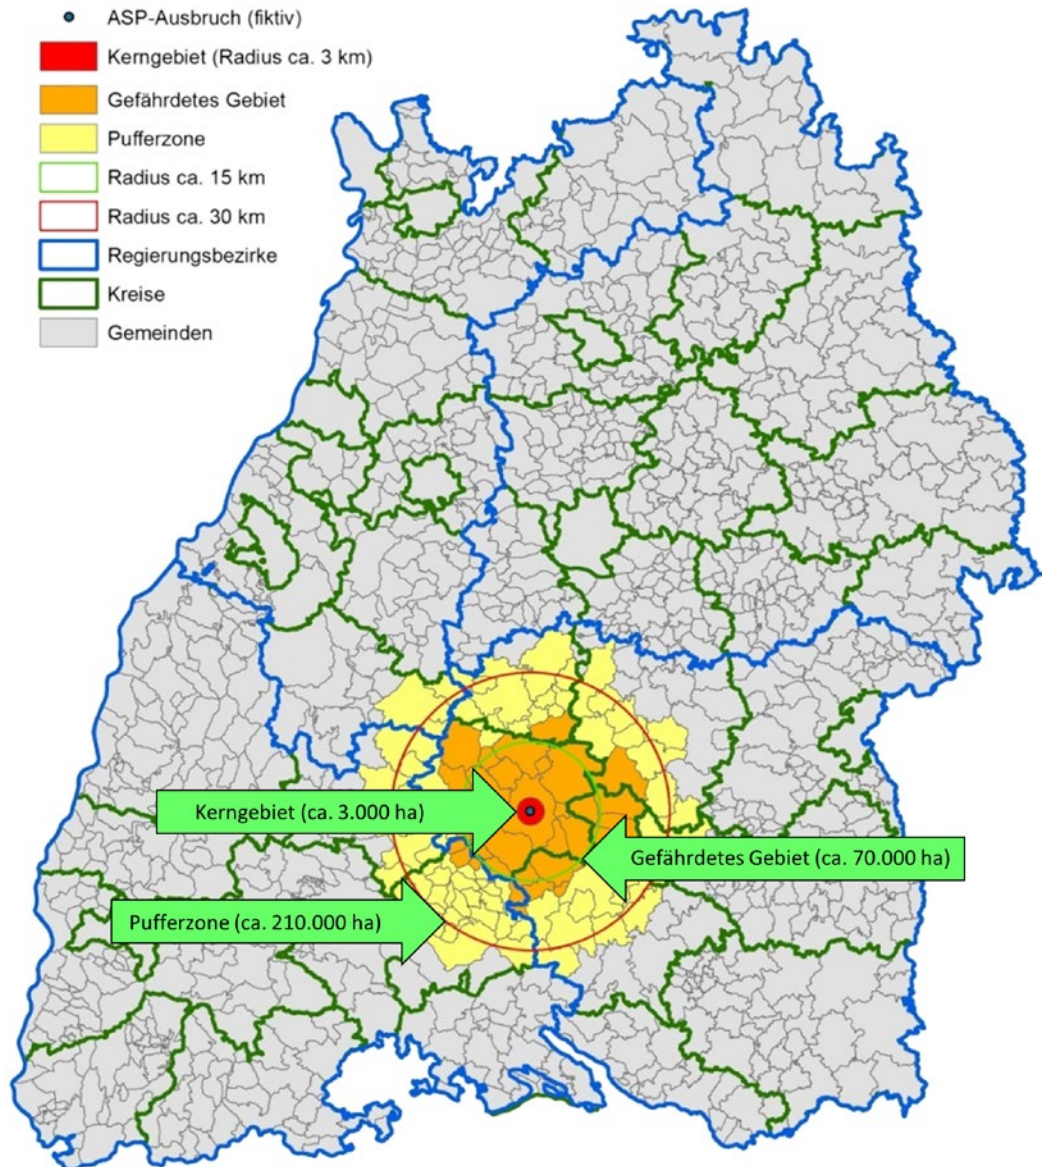 ASP-Ausbruch (fiktiv)
Kerngebiet (Radius ca. 3 km)
Gefährdetes Gebiet
Pufferzone
Radius ca. 15 km
Radius ca. 30 km
Regierungsbezirke
Kreise
Gemeinden
Kerngebiet (ca. 3.000 ha)
Gefährdetes Gebiet (ca. 70.000 ha)
Pufferzone (ca. 210.000 ha)